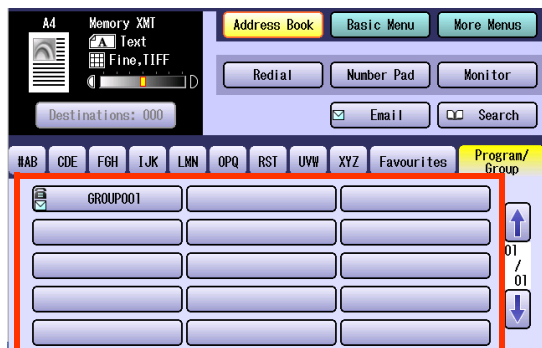 A4 Memory XMT
A Text
Fine,TIFF
D
Destinations: 000
Address Book Basic Menu More Menus
Redial Number Pad Monitor
Email Search
#AB CDE FGH IJK LMN OPQ RST UVW XYZ Favourites Program/
Group
GROUP001
01
/
01